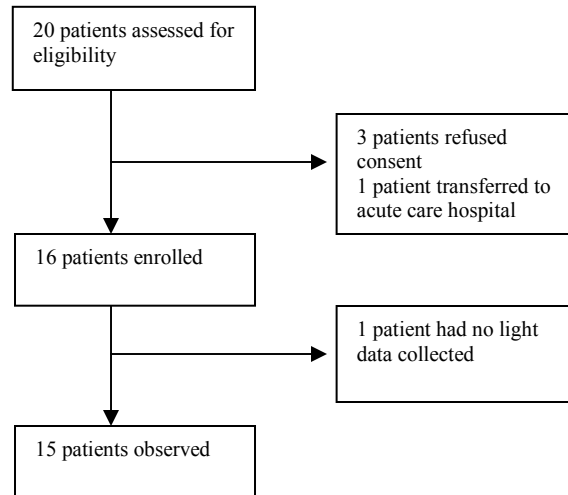 20 patients assessed for
eligibility
3 patients refused
consent
1 patient transferred to
acute care hospital
16 patients enrolled
1 patient had no light
data collected
15 patients observed